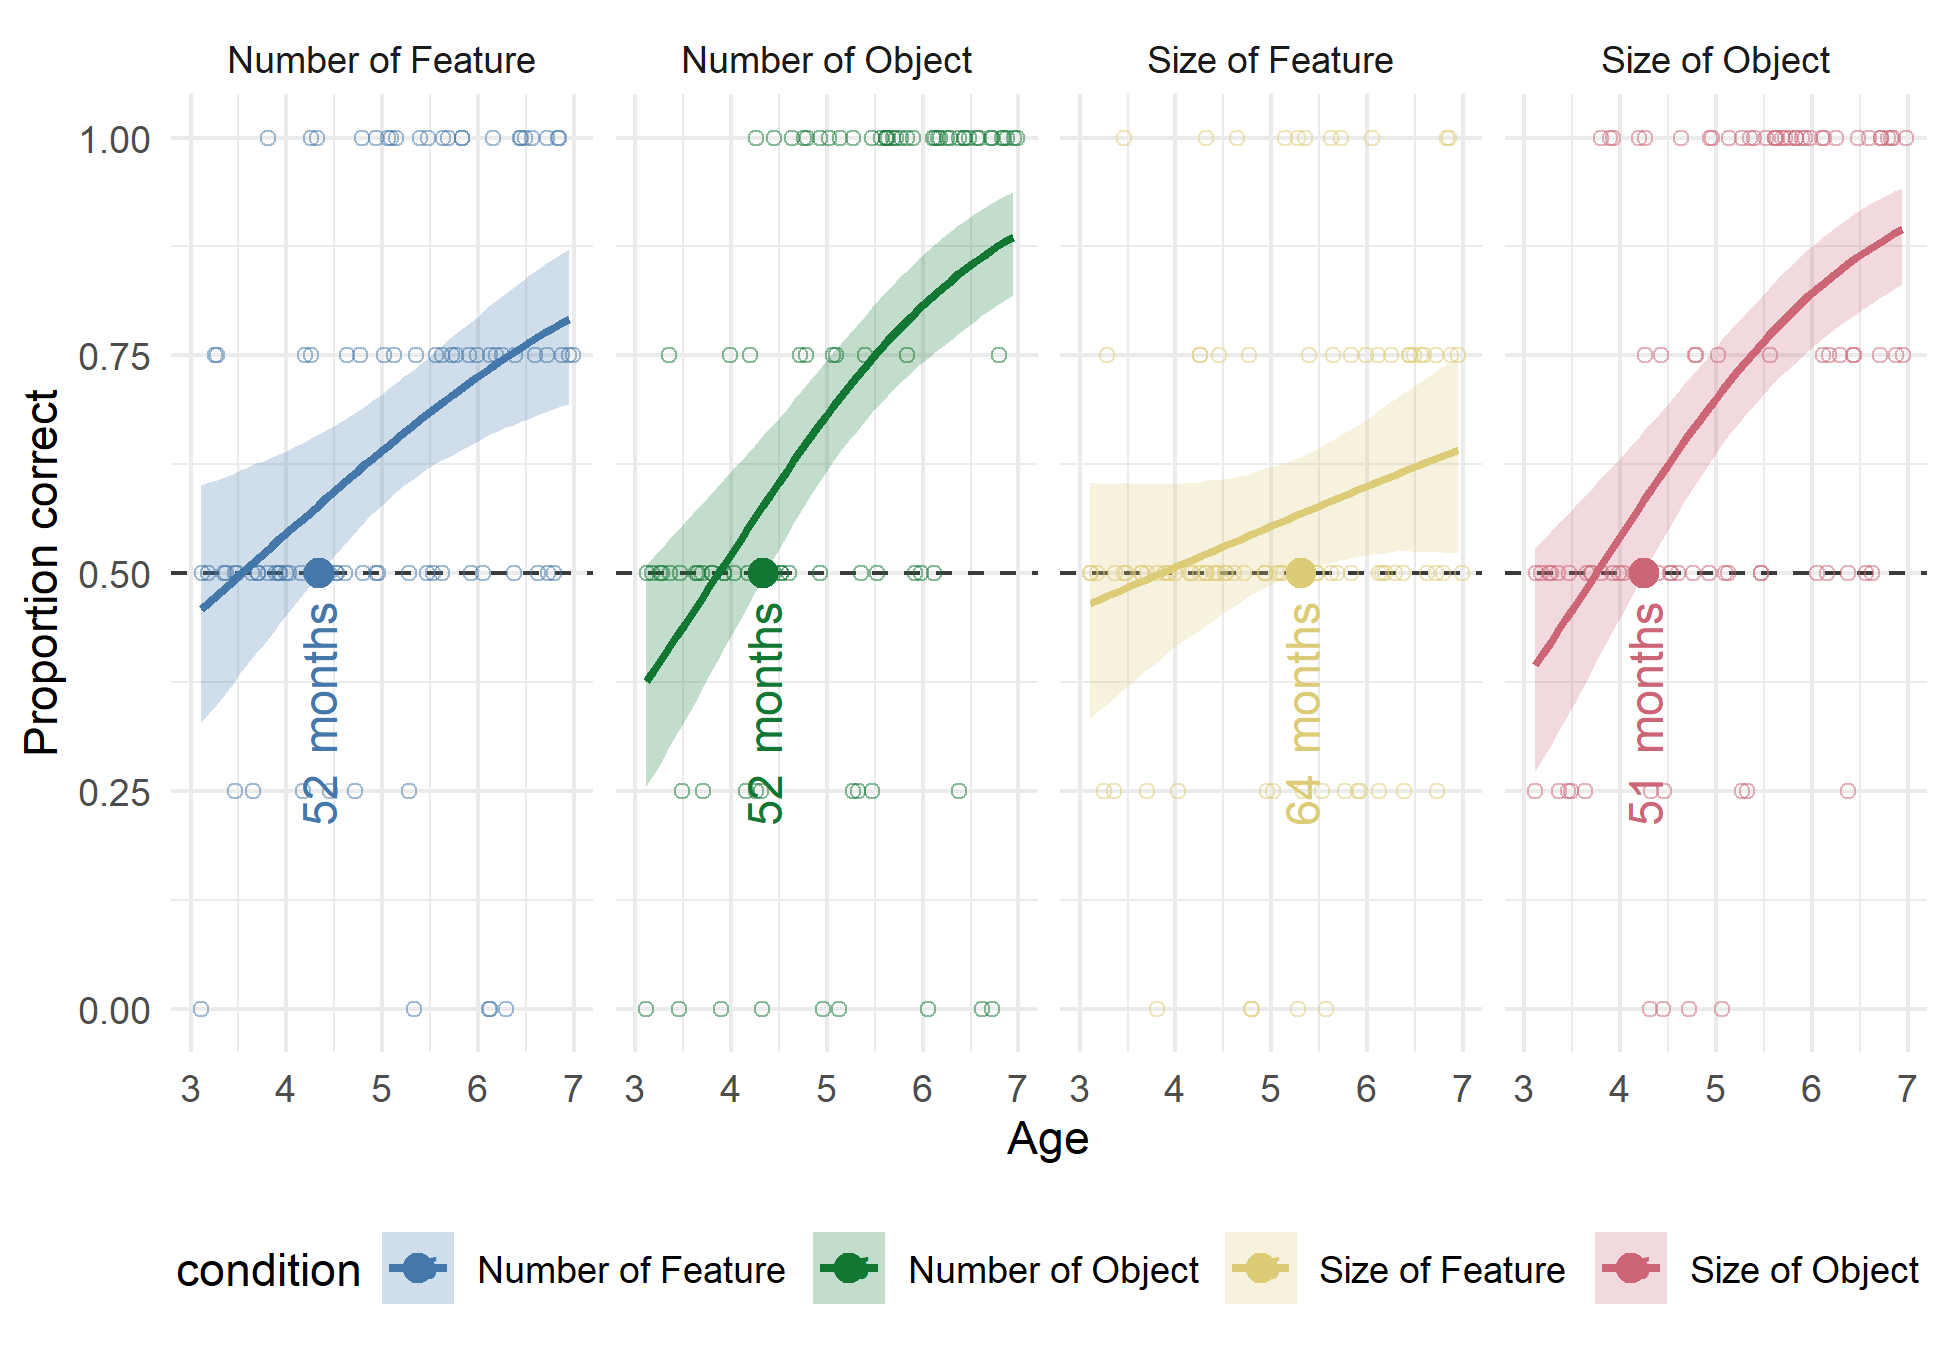 Number of Feature
Number of Object
Size of Feature
Size of Object
1.00
0.75
0.50
0.25
0.00
Proportion correct
52 months
52 months
64 months
51 months
3 4 5 6 7
3 4 5 6 7
3 4 5 6 7
3 4 5 6 7
Age
condition
Number of Feature
Number of Object
Size of Feature
Size of Object